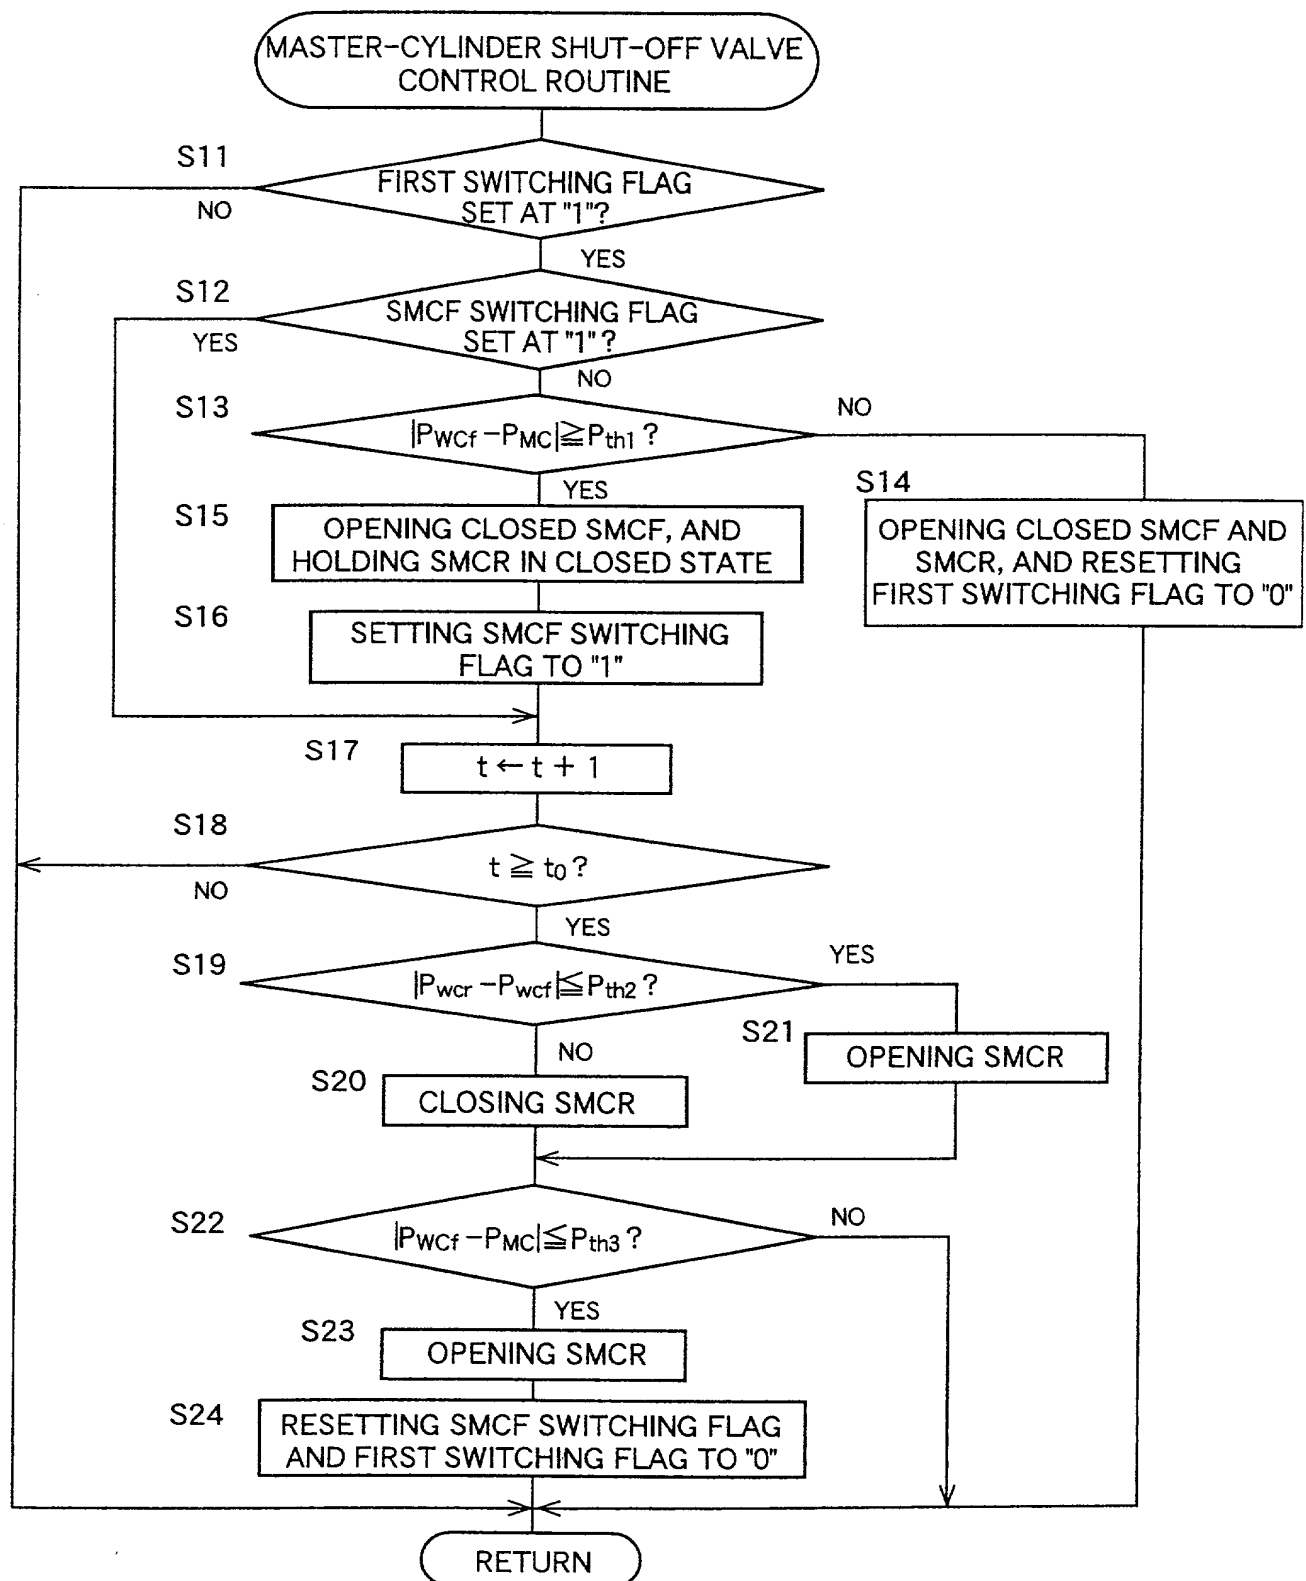 MASTER-CYLINDER SHUT-OFF VALVE
CONTROL ROUTINE
S11
FIRST SWITCHING FLAG
SET AT "1"?
NO
YES
S12
SMCF SWITCHING FLAG
SET AT "1"?
YES
NO
S13
|PWCf -PMC|≧Pth1 ?
NO
YES
S14
OPENING CLOSED SMCF AND
SMCR, AND RESETTING
FIRST SWITCHING FLAG TO "0"
S15
OPENING CLOSED SMCF, AND
HOLDING SMCR IN CLOSED STATE
S16
SETTING SMCF SWITCHING
FLAG TO "1"
S17
t ← t + 1
S18
t ≧ t0 ?
NO
YES
S19
|Pwcr -Pwcf|≦Pth2 ?
YES
NO
S21
OPENING SMCR
S20
CLOSING SMCR
S22
|PWCf -PMC|≦Pth3 ?
NO
YES
S23
OPENING SMCR
S24
RESETTING SMCF SWITCHING FLAG
AND FIRST SWITCHING FLAG TO "0"
RETURN